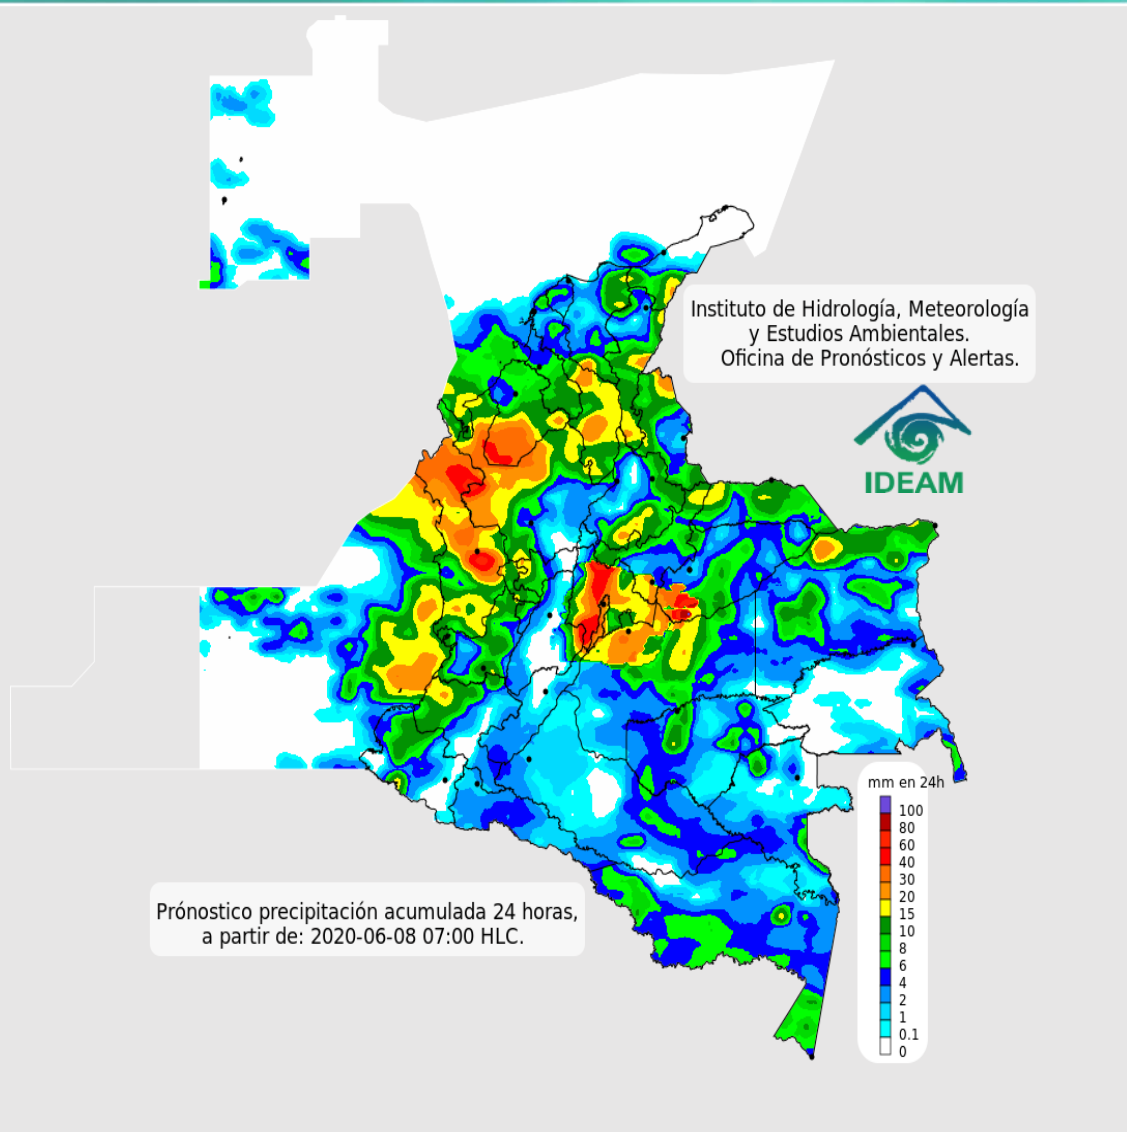 Instituto de Hidrología, Meteorología
y Estudios Ambientales.
Oficina de Pronósticos y Alertas.
IDEAM
mm en 24h
100
80
60
40
30
20
15
10
8
6
4
2
1
0.1
0
Prónostico precipitación acumulada 24 horas,
a partir de: 2020-06-08 07:00 HLC.